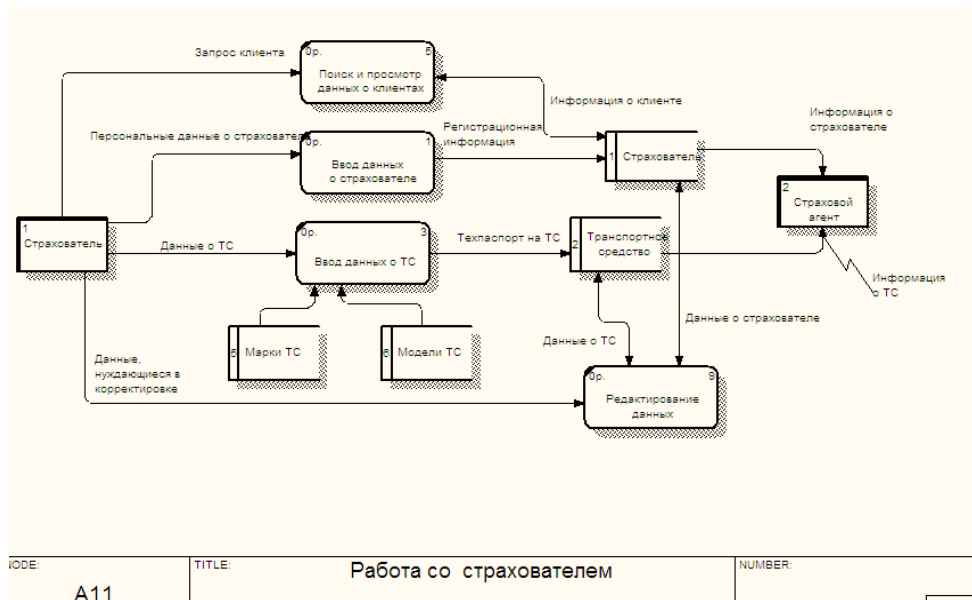 Запрос клиента
0р.
5
Поиск и просмотр
данных о клиентах
Информация о клиенте
Информация о
страхователе
Персональные данные о страхователе
0р.
1
Ввод данных
о страхователе
Регистрационная
информация
1
Страхователь
2
Страховой
агент
1
Страхователь
Данные о ТС
0р.
3
Ввод данных о ТС
Техпаспорт на ТС
2
Транспортное
средство
Информация
о ТС
Данные о страхователе
Данные о ТС
5
Марки ТС
6
Модели ТС
Данные,
нуждающиеся в
корректировке
0р.
9
Редактирование
данных
NODE:
A11
TITLE:
Работа со страхователем
NUMBER: